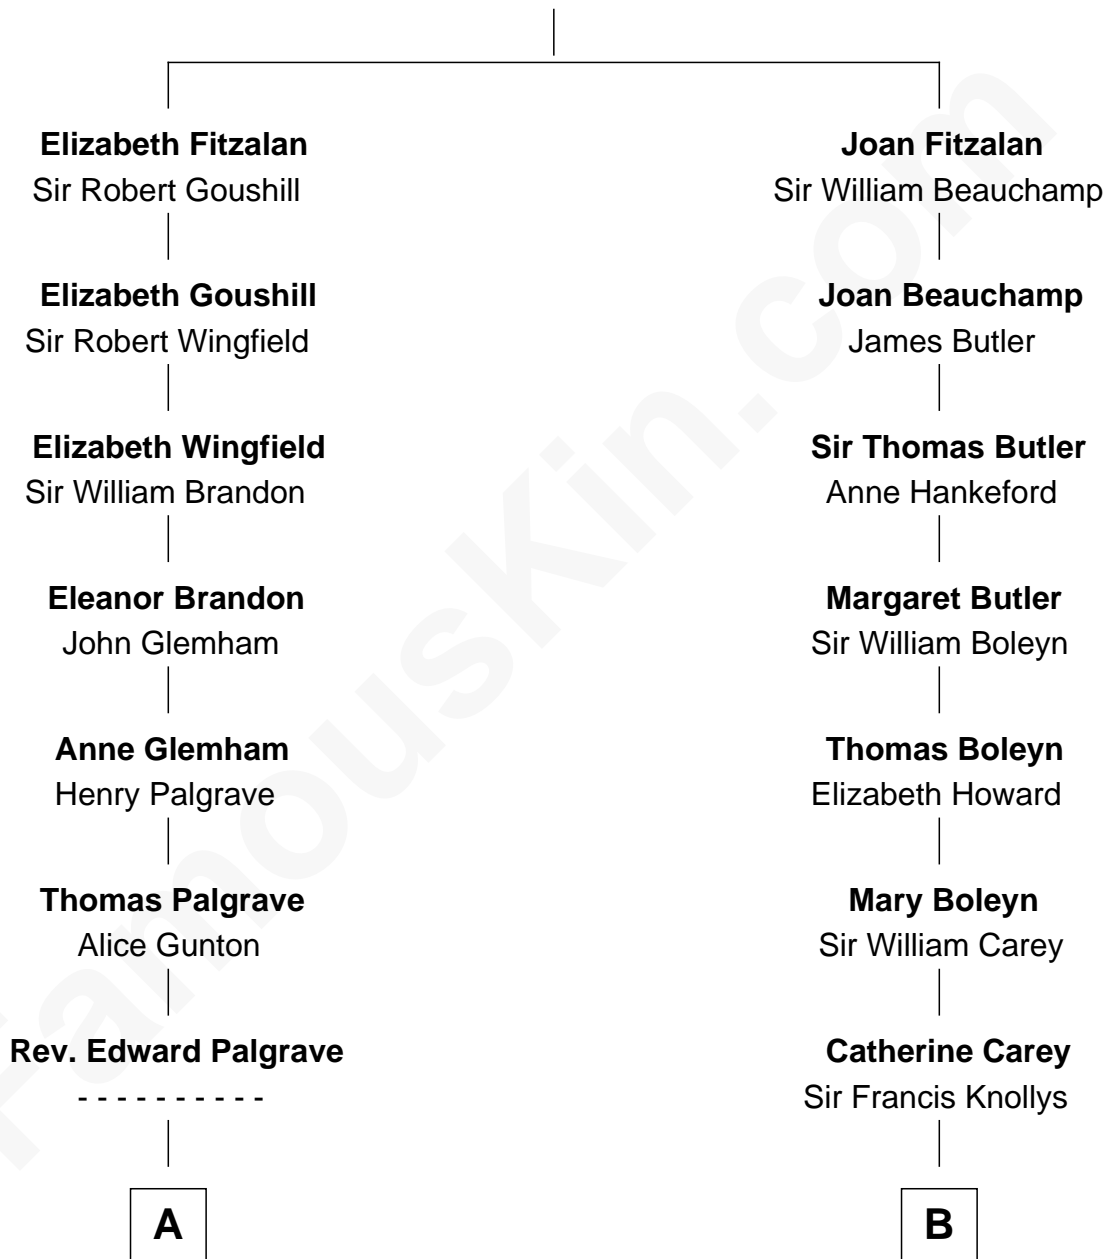 Elizabeth Fitzalan
Sir Robert Goushill
Elizabeth Goushill
Sir Robert Wingfield
Elizabeth Wingfield
Sir William Brandon
Eleanor Brandon
John Glemham
Anne Glemham
Henry Palgrave
Thomas Palgrave
Alice Gunton
Rev. Edward Palgrave
- - - - - - - - - -
A
Joan Fitzalan
Sir William Beauchamp
Joan Beauchamp
James Butler
Sir Thomas Butler
Anne Hankeford
Margaret Butler
Sir William Boleyn
Thomas Boleyn
Elizabeth Howard
Mary Boleyn
Sir William Carey
Catherine Carey
Sir Francis Knollys
B
FamousKin.com